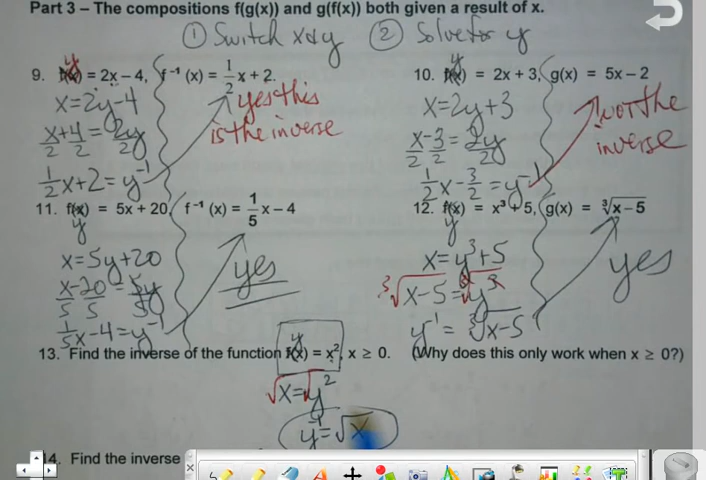 Part 3 – The compositions f(g(x)) and g(f(x)) both given a result of x.
① Switch x & y ② Solve for y
9. f(x) = 2x – 4, f⁻¹ (x) = 1/2 x + 2.
y
x = 2y - 4
x+4/2 = 2y/2
1/2 x + 2 = y⁻¹
yes this
is the inverse
10. f(x) = 2x + 3, g(x) = 5x – 2
y
x = 2y + 3
x-3/2 = 2y/2
1/2 x - 3/2 = y⁻¹
not the
inverse
11. f(x) = 5x + 20, f⁻¹ (x) = 1/5 x – 4
y
x = 5y + 20
x-20/5 = 5y/5
1/5 x - 4 = y⁻¹
yes
12. f(x) = x³ + 5, g(x) = ∛x – 5
y
x = y³ + 5
∛x-5 = ∛y³
y⁻¹ = ∛x-5
yes
13. Find the inverse of the function f(x) = x², x ≥ 0. (Why does this only work when x ≥ 0?)
y
√x = √y²
y⁻¹ = √x
14. Find the inverse